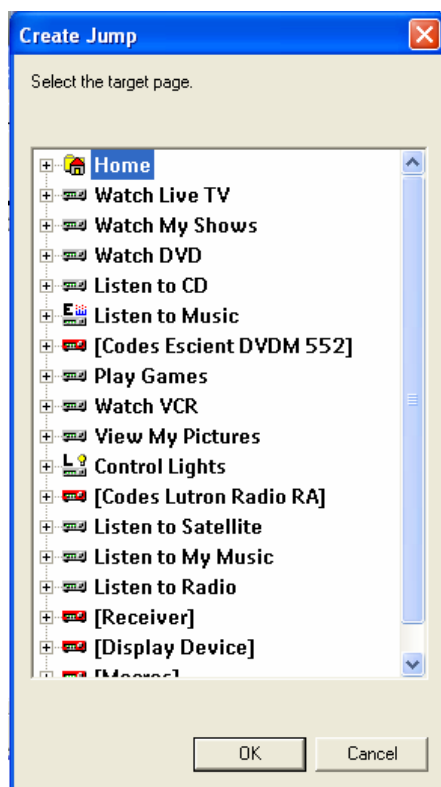 Create Jump
Select the target page.
Home
Watch Live TV
Watch My Shows
Watch DVD
Listen to CD
Listen to Music
[Codes Escient DVDM 552]
Play Games
Watch VCR
View My Pictures
Control Lights
[Codes Lutron Radio RA]
Listen to Satellite
Listen to My Music
Listen to Radio
[Receiver]
[Display Device]
[Macros]
OK Cancel